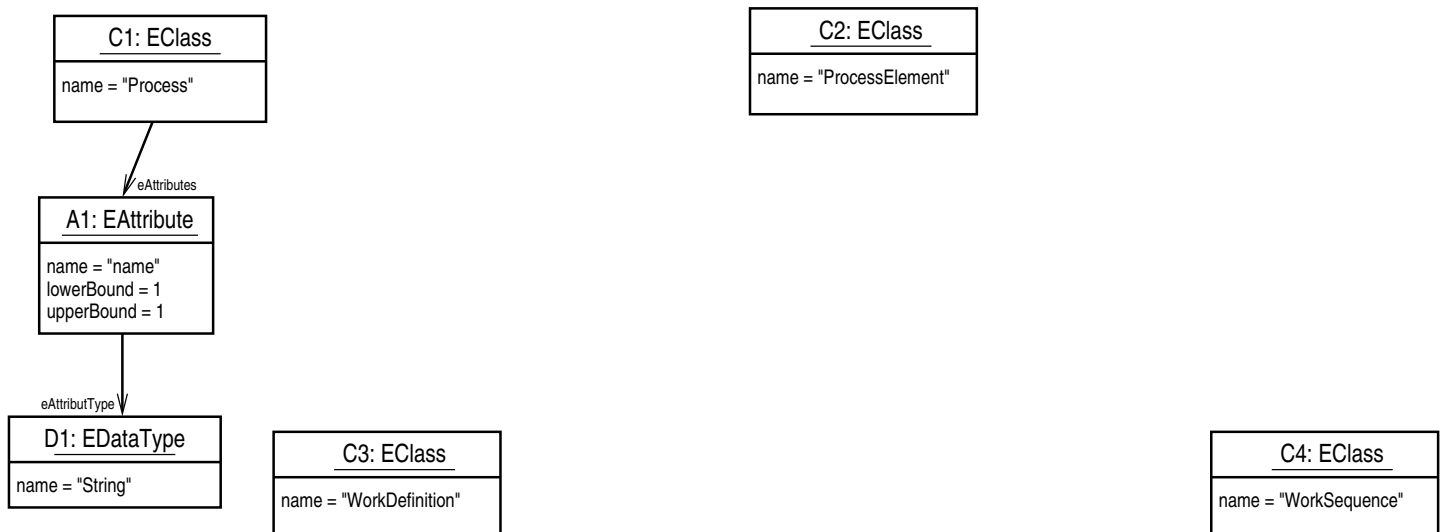 C1: EClass
name = "Process"
C2: EClass
name = "ProcessElement"
eAttributes
A1: EAttribute
name = "name"
lowerBound = 1
upperBound = 1
eAttributType
D1: EDataType
name = "String"
C3: EClass
name = "WorkDefinition"
C4: EClass
name = "WorkSequence"